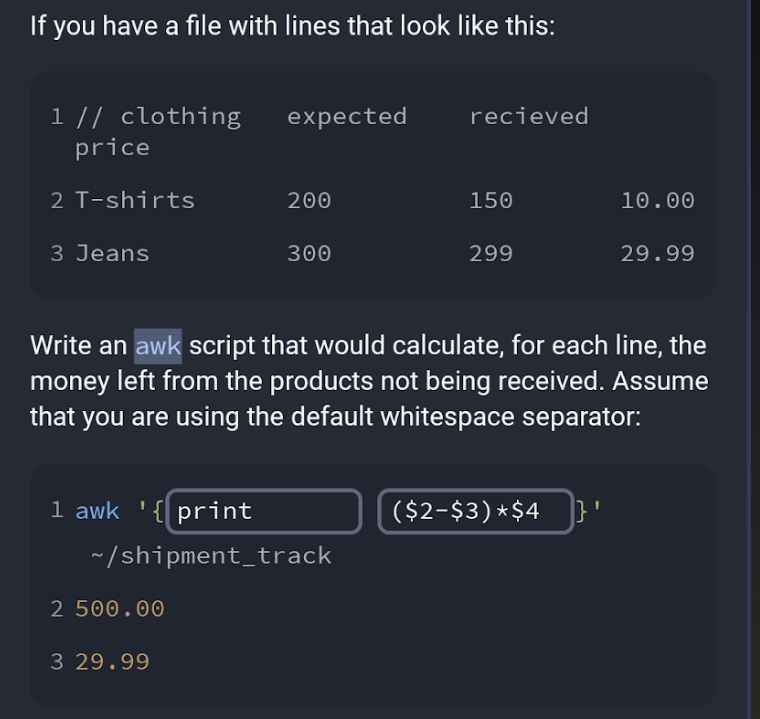 If you have a file with lines that look like this:
1 // clothing expected recieved
price
2 T-shirts 200 150 10.00
3 Jeans 300 299 29.99
Write an awk script that would calculate, for each line, the
money left from the products not being received. Assume
that you are using the default whitespace separator:
1 awk '{ print ($2-$3)*$4 }'
~/shipment_track
2 500.00
3 29.99